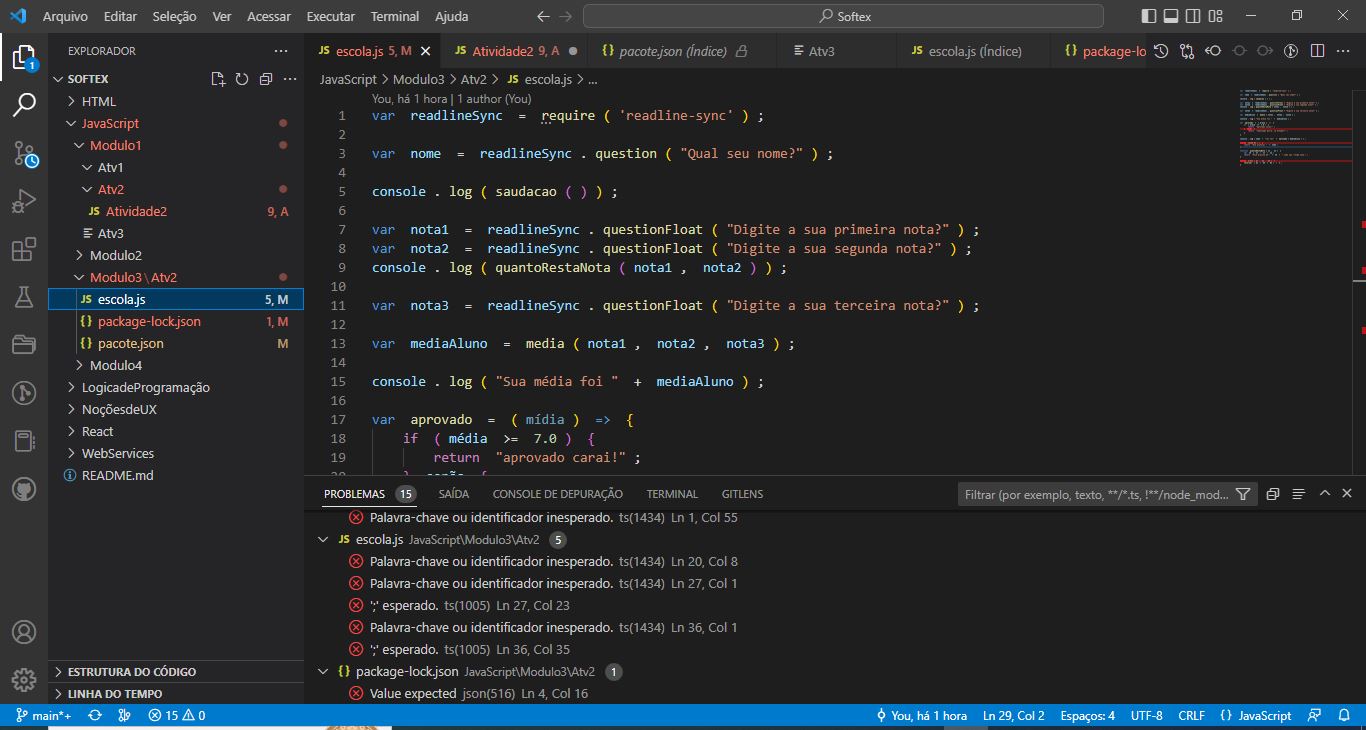 Arquivo Editar Seleção Ver Acessar Executar Terminal Ajuda Softex
EXPLORADOR
SOFTEX
HTML
JavaScript
Modulo1
Atv1
Atv2
JS Atividade2 9, A
Atv3
Modulo2
Modulo3\Atv2
JS escola.js 5, M
{} package-lock.json 1, M
{} pacote.json M
Modulo4
LogicadeProgramação
NoçõesdeUX
React
WebServices
README.md
ESTRUTURA DO CÓDIGO
LINHA DO TEMPO
1
JS escola.js 5, M JS Atividade2 9, A {} pacote.json (Índice) Atv3 JS escola.js (Índice) {} package-lo
JavaScript > Modulo3 > Atv2 > JS escola.js > ...
You, há 1 hora | 1 author (You)
1 var readlineSync = require ( 'readline-sync' ) ;
2
3 var nome = readlineSync . question ( "Qual seu nome?" ) ;
4
5 console . log ( saudacao ( ) ) ;
6
7 var nota1 = readlineSync . questionFloat ( "Digite a sua primeira nota?" ) ;
8 var nota2 = readlineSync . questionFloat ( "Digite a sua segunda nota?" ) ;
9 console . log ( quantoRestaNota ( nota1 , nota2 ) ) ;
10
11 var nota3 = readlineSync . questionFloat ( "Digite a sua terceira nota?" ) ;
12
13 var mediaAluno = media ( nota1 , nota2 , nota3 ) ;
14
15 console . log ( "Sua média foi " + mediaAluno ) ;
16
17 var aprovado = ( mídia ) => {
18 if ( média >= 7.0 ) {
19 return "aprovado carai!" ;
20 } senão {
PROBLEMAS 15 SAÍDA CONSOLE DE DEPURAÇÃO TERMINAL GITLENS Filtrar (por exemplo, texto, **/*.ts, !**/node_mod...
Palavra-chave ou identificador inesperado. ts(1434) Ln 1, Col 55
JS escola.js JavaScript\Modulo3\Atv2 5
Palavra-chave ou identificador inesperado. ts(1434) Ln 20, Col 8
Palavra-chave ou identificador inesperado. ts(1434) Ln 27, Col 1
';' esperado. ts(1005) Ln 27, Col 23
Palavra-chave ou identificador inesperado. ts(1434) Ln 36, Col 1
';' esperado. ts(1005) Ln 36, Col 35
{} package-lock.json JavaScript\Modulo3\Atv2 1
Value expected json(516) Ln 4, Col 16
main*+ 15 0 You, há 1 hora Ln 29, Col 2 Espaços: 4 UTF-8 CRLF {} JavaScript